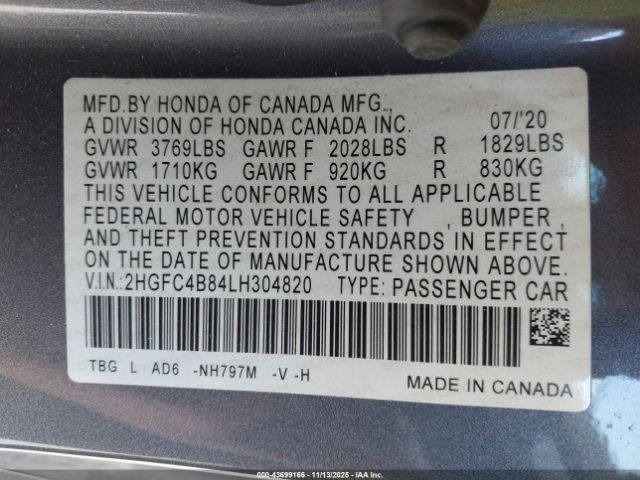 MFD.BY HONDA OF CANADA MFG.,
A DIVISION OF HONDA CANADA INC. 07/'20
GVWR 3769LBS GAWR F 2028LBS R 1829LBS
GVWR 1710KG GAWR F 920KG R 830KG
THIS VEHICLE CONFORMS TO ALL APPLICABLE
FEDERAL MOTOR VEHICLE SAFETY , BUMPER ,
AND THEFT PREVENTION STANDARDS IN EFFECT
ON THE DATE OF MANUFACTURE SHOWN ABOVE.
V.I.N.:2HGFC4B84LH304820 TYPE: PASSENGER CAR
TBG L AD6 -NH797M -V -H
MADE IN CANADA
000-43699166 - 11/13/2025 - IAA Inc.